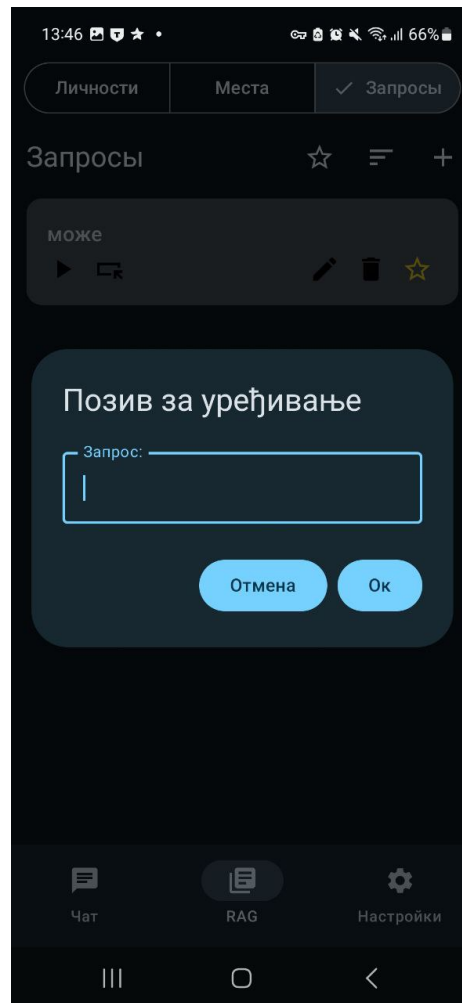 13:46 66%
Личности Места Запросы
Запросы
може
Позив за уређивање
Запрос:
Отмена Ок
Чат RAG Настройки